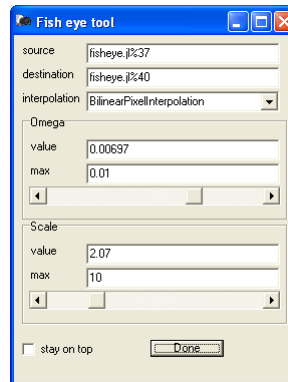 Fish eye tool
source fisheye.jl%37
destination fisheye.jl%40
interpolation BilinearPixelInterpolation
Omega
value 0.00697
max 0.01
Scale
value 2.07
max 10
stay on top Done